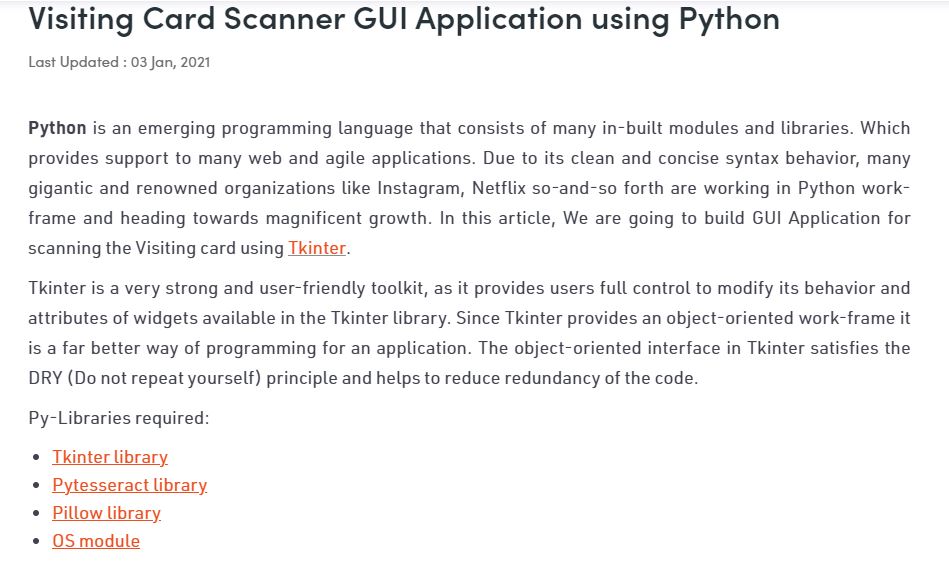 Visiting Card Scanner GUI Application using Python
Last Updated : 03 Jan, 2021
Python is an emerging programming language that consists of many in-built modules and libraries. Which
provides support to many web and agile applications. Due to its clean and concise syntax behavior, many
gigantic and renowned organizations like Instagram, Netflix so-and-so forth are working in Python work-
frame and heading towards magnificent growth. In this article, We are going to build GUI Application for
scanning the Visiting card using Tkinter.
Tkinter is a very strong and user-friendly toolkit, as it provides users full control to modify its behavior and
attributes of widgets available in the Tkinter library. Since Tkinter provides an object-oriented work-frame it
is a far better way of programming for an application. The object-oriented interface in Tkinter satisfies the
DRY (Do not repeat yourself) principle and helps to reduce redundancy of the code.
Py-Libraries required:
• Tkinter library
• Pytesseract library
• Pillow library
• OS module